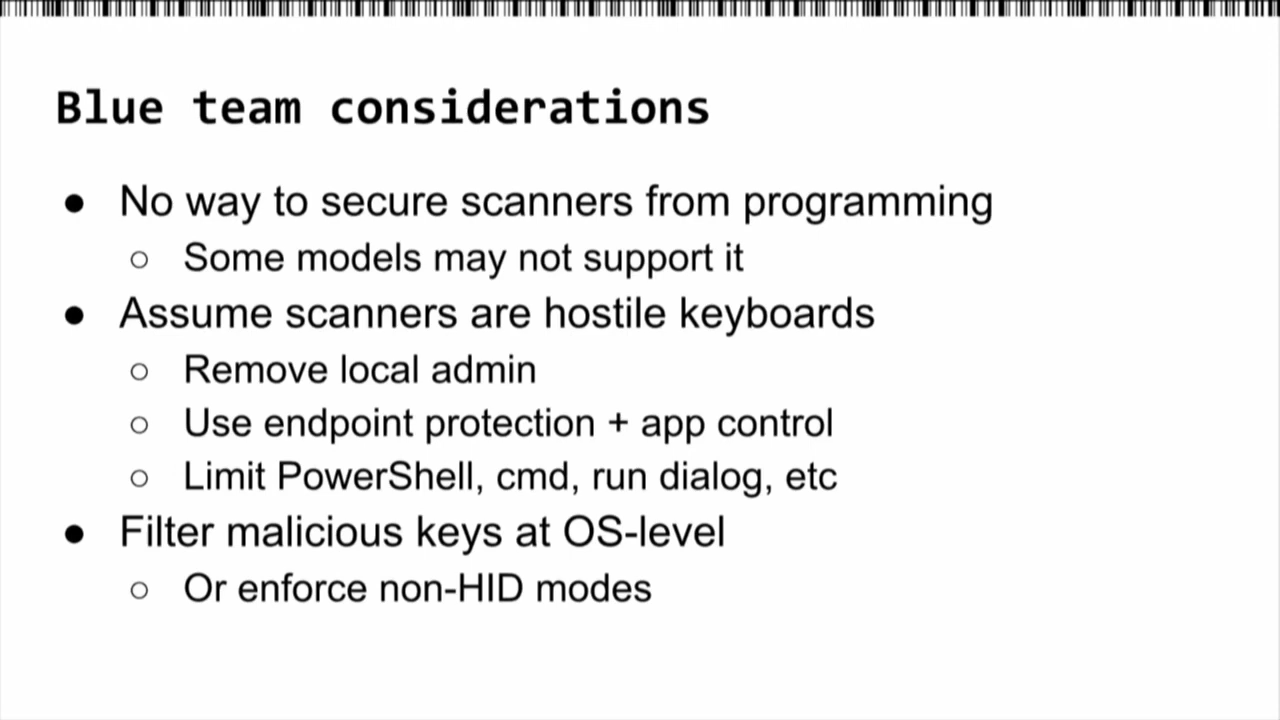 Blue team considerations
● No way to secure scanners from programming
○ Some models may not support it
● Assume scanners are hostile keyboards
○ Remove local admin
○ Use endpoint protection + app control
○ Limit PowerShell, cmd, run dialog, etc
● Filter malicious keys at OS-level
○ Or enforce non-HID modes